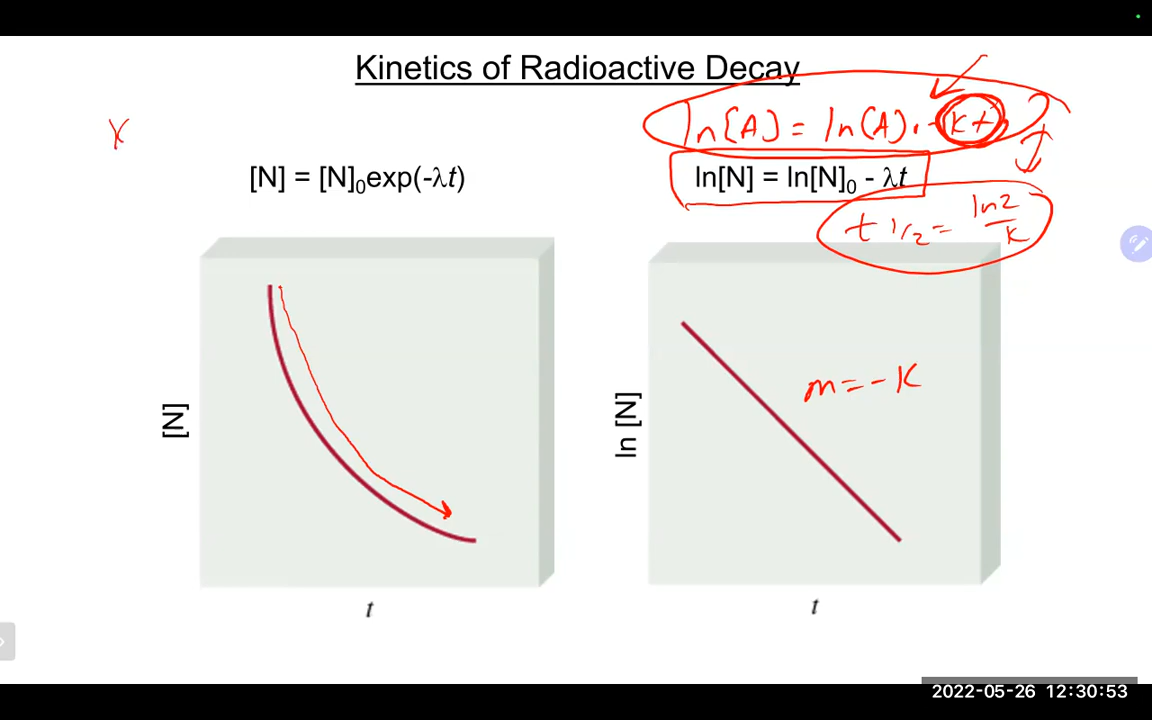 Kinetics of Radioactive Decay
ln[A] = ln(A)₀ - kt
[N] = [N]₀exp(-λt)
ln[N] = ln[N]₀ - λt
t 1/2 = ln2/k
m = -k
[N]
ln [N]
t
t
2022-05-26 12:30:53